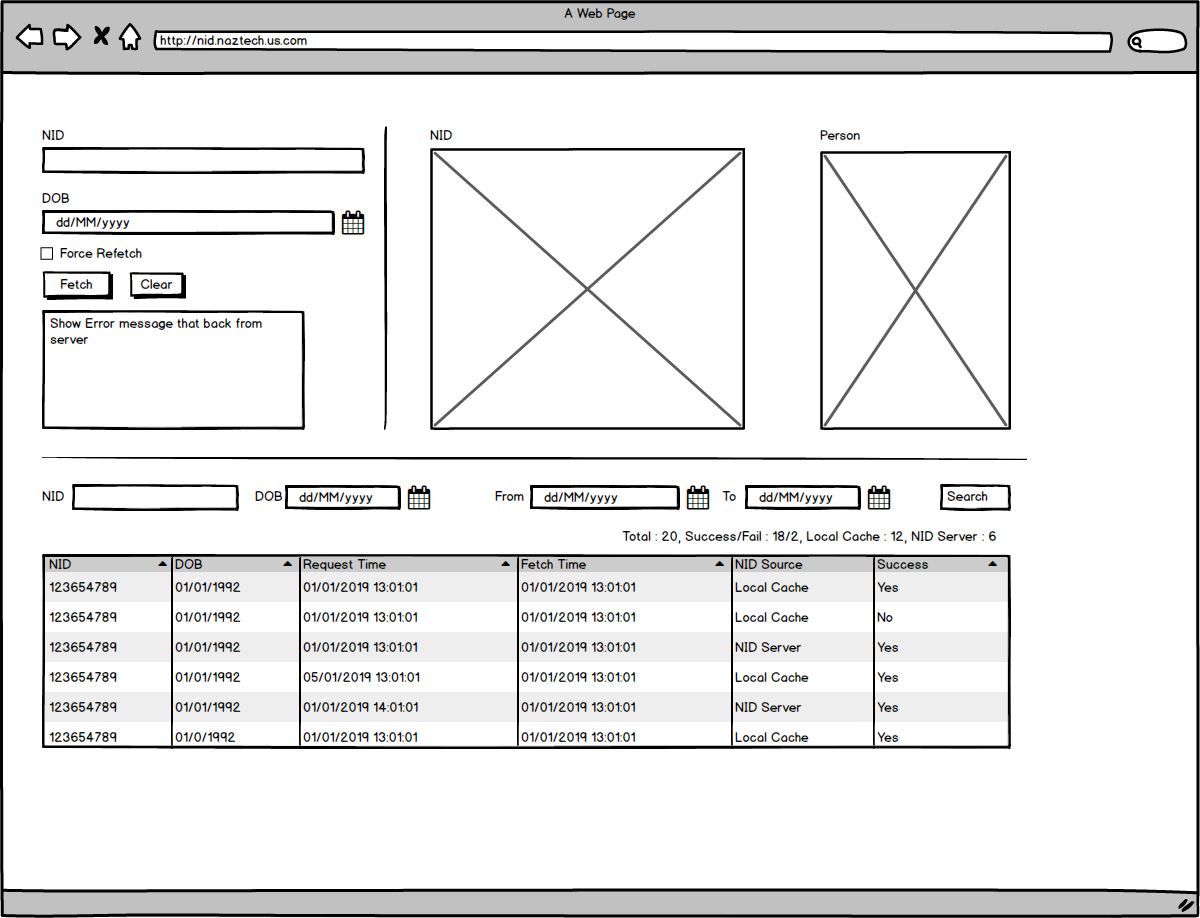 A Web Page
http://nid.naztech.us.com
NID
DOB
dd/MM/yyyy
Force Refetch
Fetch Clear
Show Error message that back from
server
NID
Person
NID DOB dd/MM/yyyy From dd/MM/yyyy To dd/MM/yyyy Search
Total : 20, Success/Fail : 18/2, Local Cache : 12, NID Server : 6
NID DOB Request Time Fetch Time NID Source Success
123654789 01/01/1992 01/01/2019 13:01:01 01/01/2019 13:01:01 Local Cache Yes
123654789 01/01/1992 01/01/2019 13:01:01 01/01/2019 13:01:01 Local Cache No
123654789 01/01/1992 01/01/2019 13:01:01 01/01/2019 13:01:01 NID Server Yes
123654789 01/01/1992 05/01/2019 13:01:01 01/01/2019 13:01:01 Local Cache Yes
123654789 01/01/1992 01/01/2019 14:01:01 01/01/2019 13:01:01 NID Server Yes
123654789 01/0/1992 01/01/2019 13:01:01 01/01/2019 13:01:01 Local Cache Yes